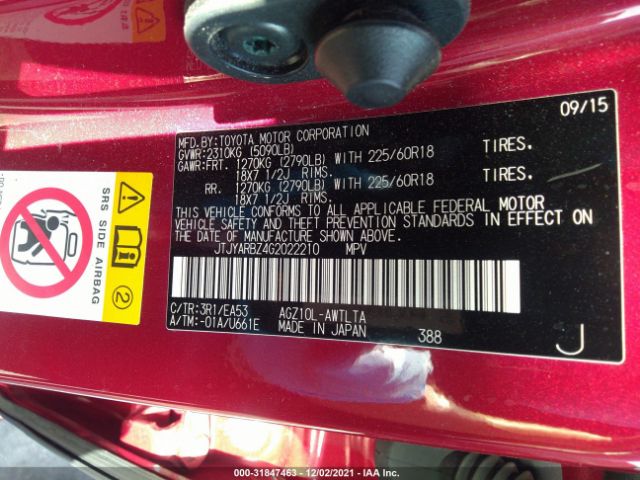 09/15
MFD.BY:TOYOTA MOTOR CORPORATION
GVWR:2310KG (5090LB)
GAWR:FRT. 1270KG (2790LB) WITH 225/60R18 TIRES.
18X7 1/2J RIMS.
RR. 1270KG (2790LB) WITH 225/60R18 TIRES.
18X7 1/2J RIMS.
THIS VEHICLE CONFORMS TO ALL APPLICABLE FEDERAL MOTOR
VEHICLE SAFETY AND THEFT PREVENTION STANDARDS IN EFFECT ON
THE DATE OF MANUFACTURE SHOWN ABOVE.
JTJYARBZ4G2022210 MPV
C/TR:3R1/EA53 AGZ10L-AWTLTA
A/TM:-01A/U661E MADE IN JAPAN 388 J
SRS SIDE AIRBAG 2
000-31847463 - 12/02/2021 - IAA Inc.